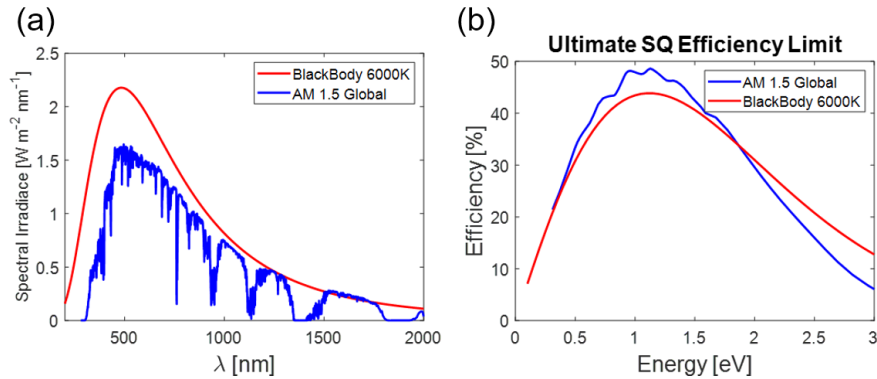 (a)
Spectral Irradiace [W m-2 nm-1]
2.5
2
1.5
1
0.5
0
BlackBody 6000K
AM 1.5 Global
500
1000
1500
2000
λ [nm]
(b)
Ultimate SQ Efficiency Limit
Efficiency [%]
50
40
30
20
10
0
AM 1.5 Global
BlackBody 6000K
0
0.5
1
1.5
2
2.5
3
Energy [eV]